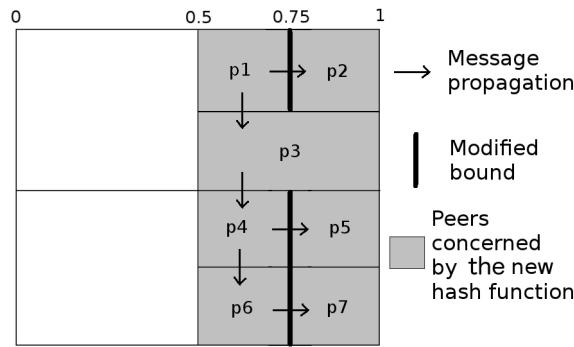 0 0.5 0.75 1
p1 p2
p3
p4 p5
p6 p7
Message
propagation
Modified
bound
Peers
concerned
by the new
hash function